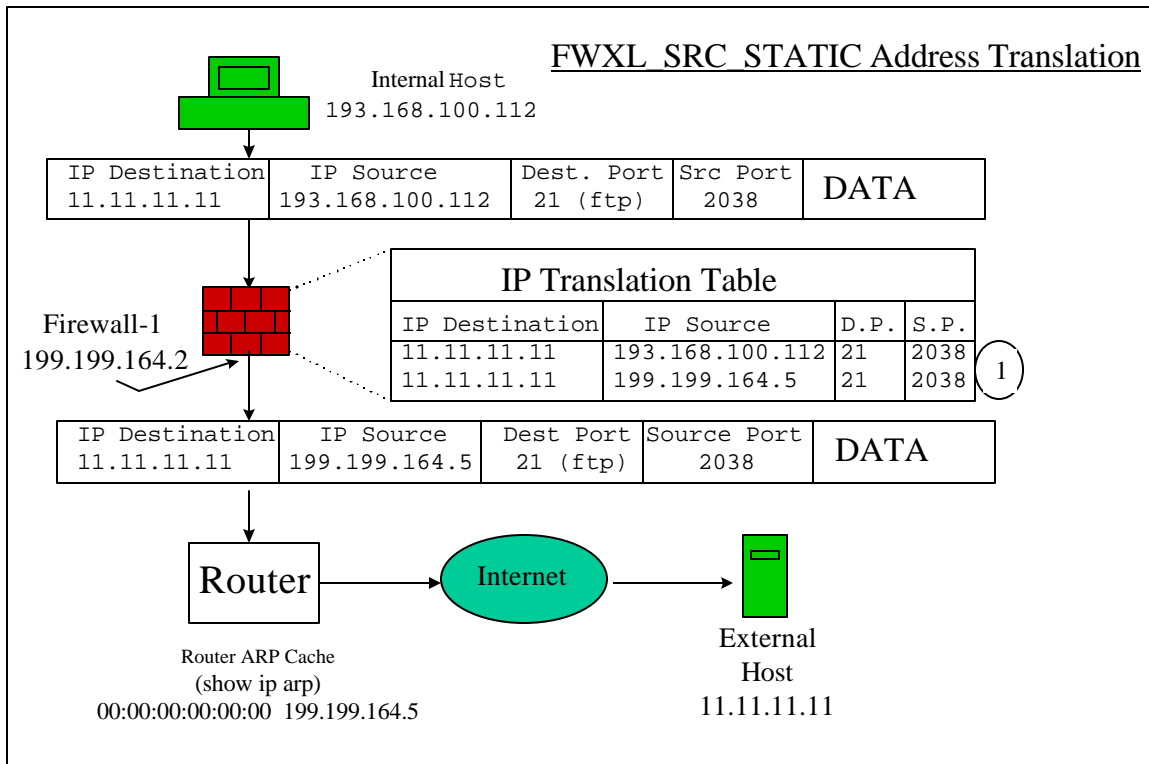 FWXL_SRC_STATIC Address Translation
Internal Host
193.168.100.112
IP Destination IP Source Dest. Port Src Port DATA
11.11.11.11 193.168.100.112 21 (ftp) 2038
IP Translation Table
IP Destination IP Source D.P. S.P.
11.11.11.11 193.168.100.112 21 2038
11.11.11.11 199.199.164.5 21 2038
1
Firewall-1
199.199.164.2
IP Destination IP Source Dest Port Source Port DATA
11.11.11.11 199.199.164.5 21 (ftp) 2038
Router
Internet
External
Host
11.11.11.11
Router ARP Cache
(show ip arp)
00:00:00:00:00:00 199.199.164.5